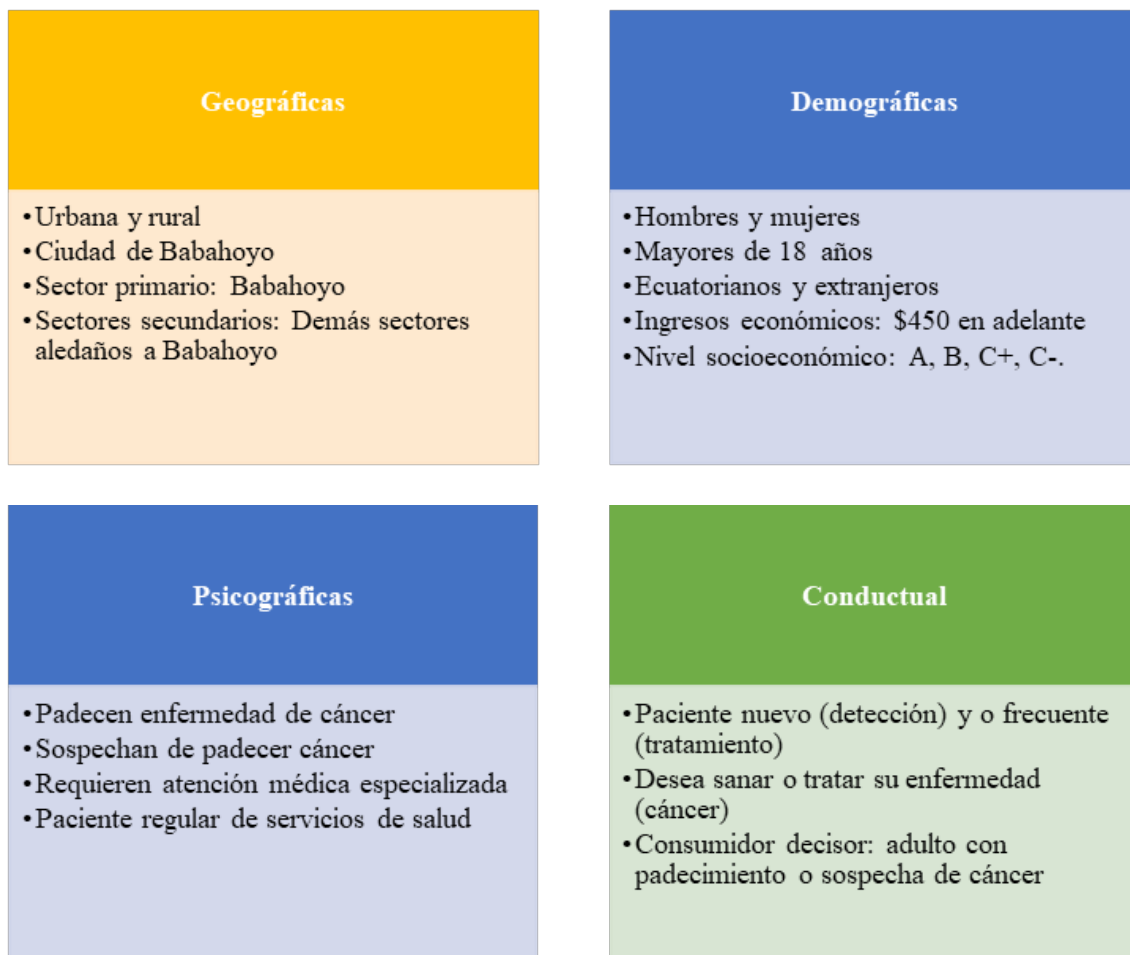 Geográficas
•Urbana y rural
•Ciudad de Babahoyo
•Sector primario: Babahoyo
•Sectores secundarios: Demás sectores
aledaños a Babahoyo
Demográficas
•Hombres y mujeres
•Mayores de 18 años
•Ecuatorianos y extranjeros
•Ingresos económicos: $450 en adelante
•Nivel socioeconómico: A, B, C+, C-.
Psicográficas
•Padecen enfermedad de cáncer
•Sospechan de padecer cáncer
•Requieren atención médica especializada
•Paciente regular de servicios de salud
Conductual
•Paciente nuevo (detección) y o frecuente
(tratamiento)
•Desea sanar o tratar su enfermedad
(cáncer)
•Consumidor decisor: adulto con
padecimiento o sospecha de cáncer